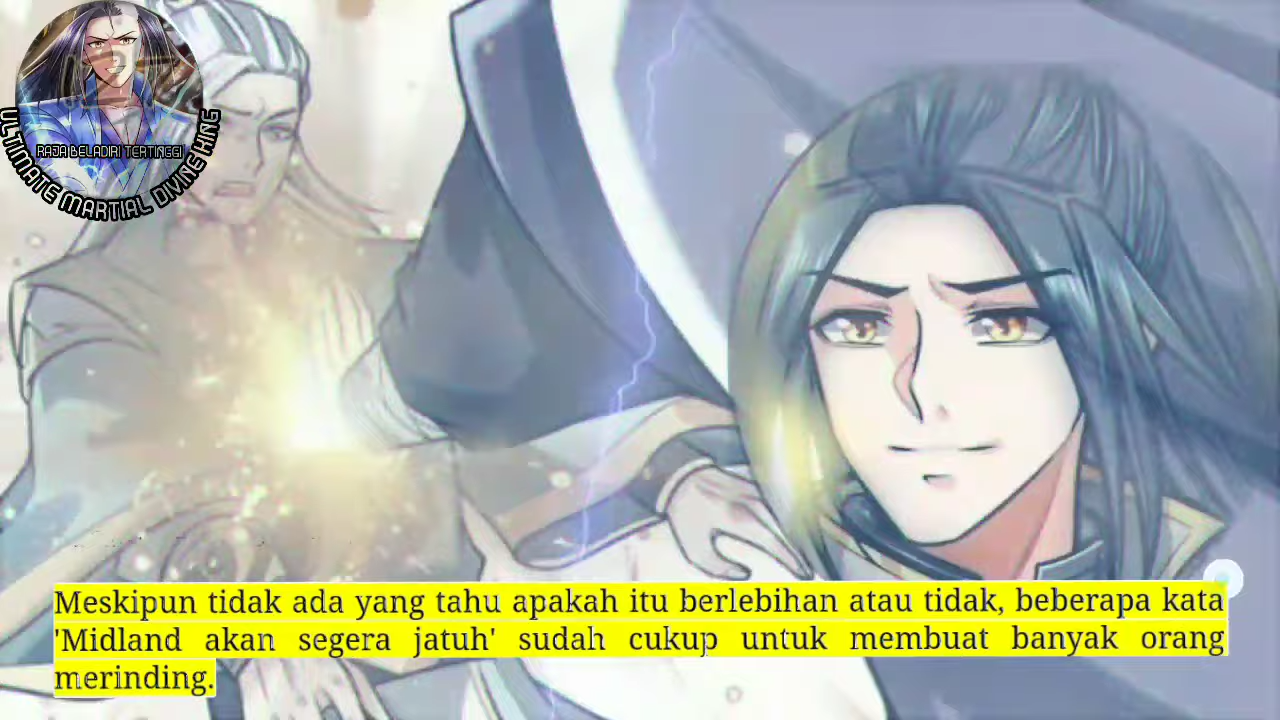 RAJA BELADIRI TERTINGGI
ULTIMATE MARTIAL DIVINE KING
Meskipun tidak ada yang tahu apakah itu berlebihan atau tidak, beberapa kata
'Midland akan segera jatuh' sudah cukup untuk membuat banyak orang
merinding.